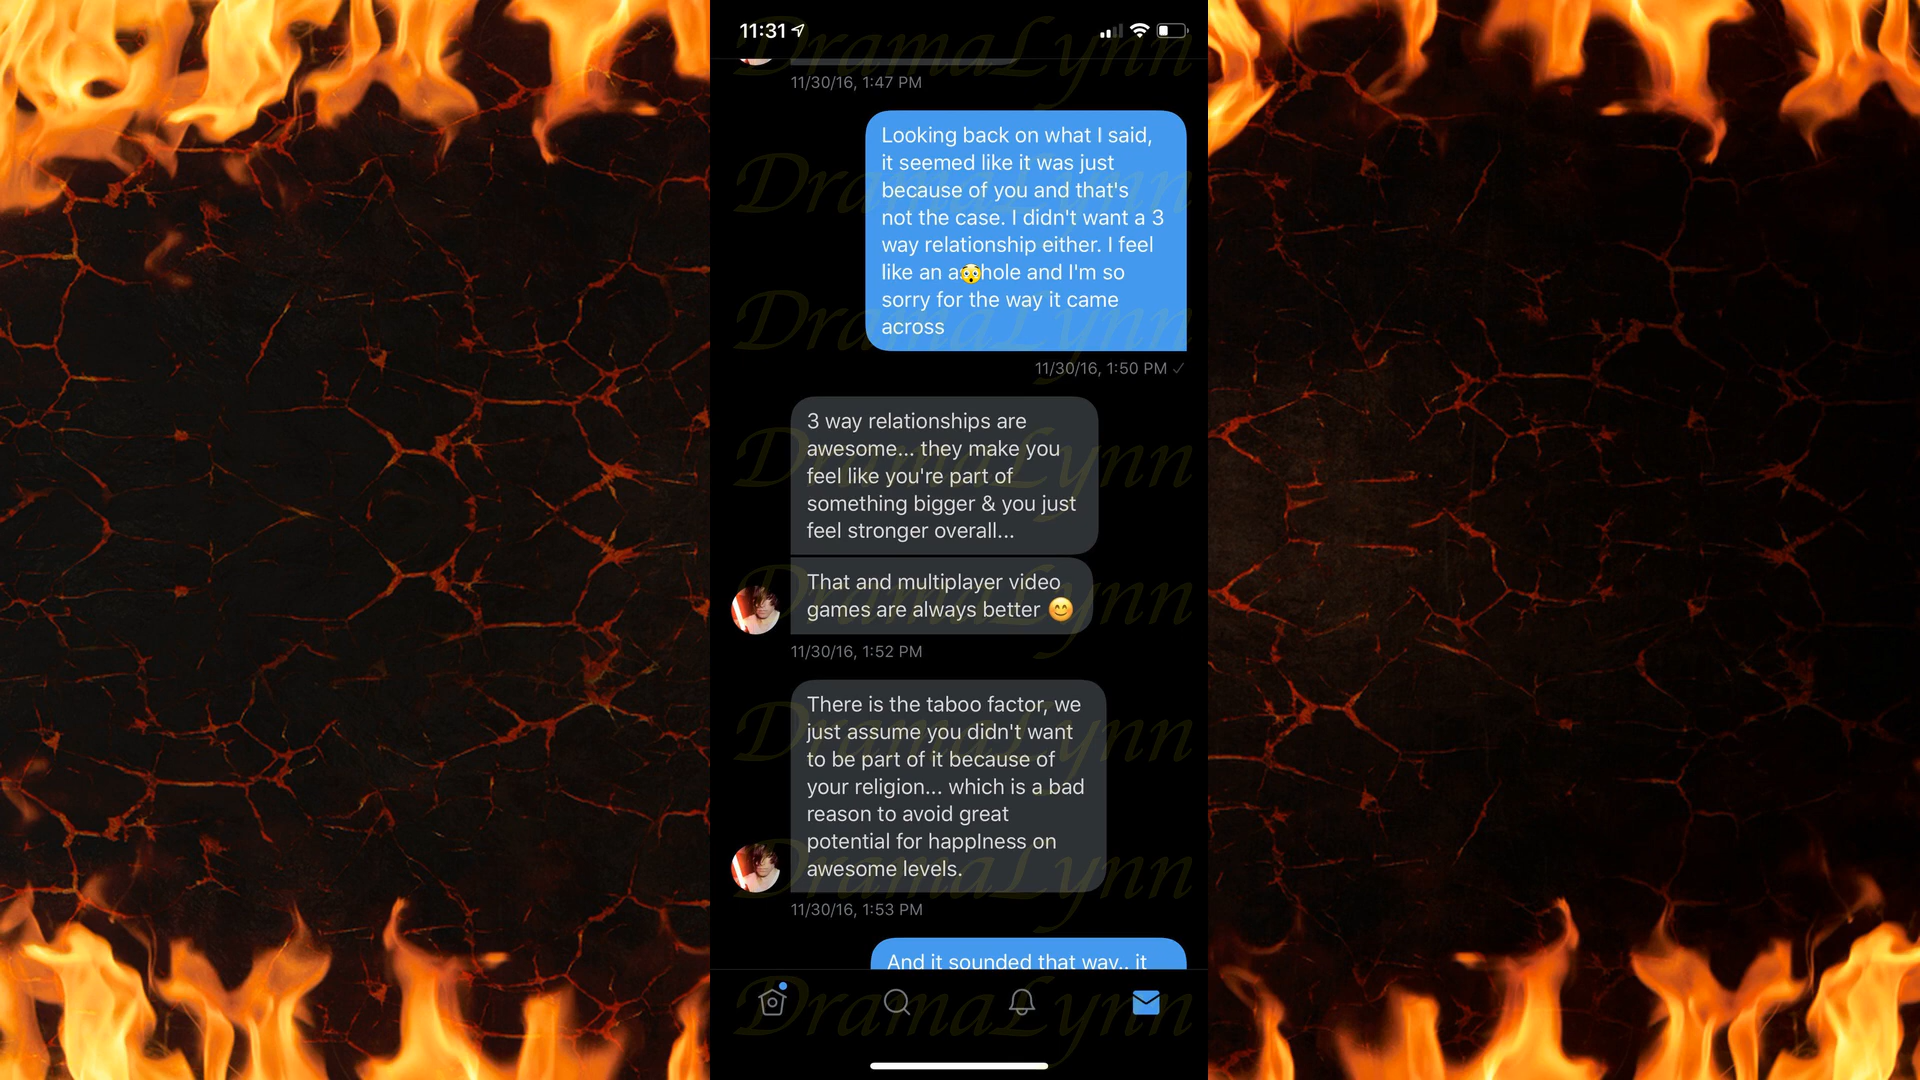 11:31
11/30/16, 1:47 PM
Looking back on what I said,
it seemed like it was just
because of you and that's
not the case. I didn't want a 3
way relationship either. I feel
like an a😳hole and I'm so
sorry for the way it came
across
11/30/16, 1:50 PM ✓
3 way relationships are
awesome... they make you
feel like you're part of
something bigger & you just
feel stronger overall...
That and multiplayer video
games are always better 😊
11/30/16, 1:52 PM
There is the taboo factor, we
just assume you didn't want
to be part of it because of
your religion... which is a bad
reason to avoid great
potential for happIness on
awesome levels.
11/30/16, 1:53 PM
And it sounded that way.. it
DramaLynn
DramaLynn
DramaLynn
DramaLynn
DramaLynn
DramaLynn
DramaLynn
DramaLynn